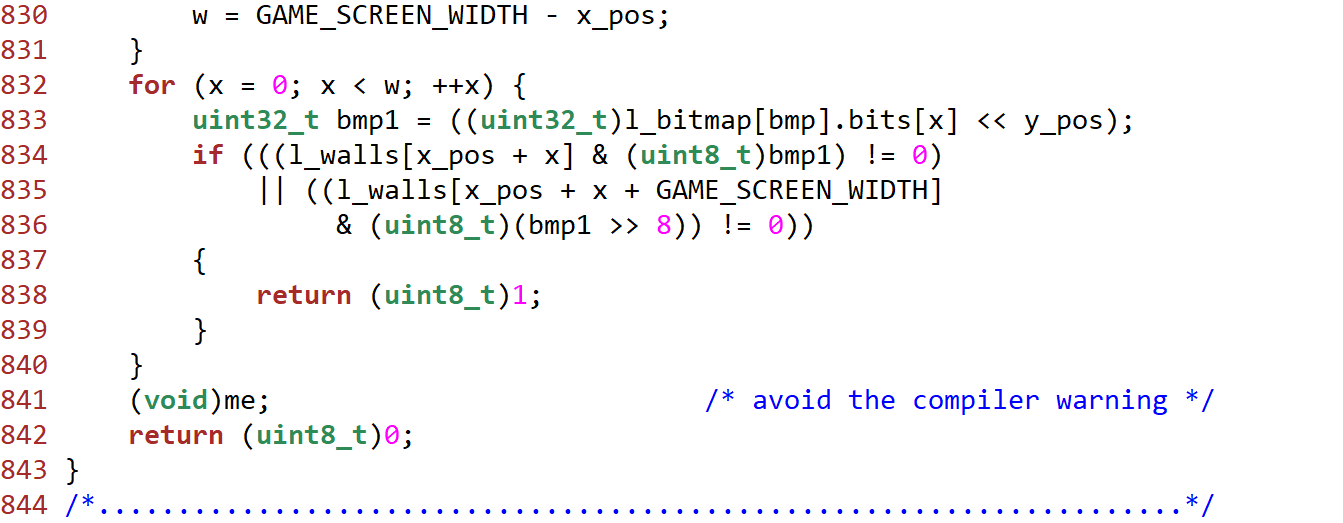 830         w = GAME_SCREEN_WIDTH - x_pos;
831     }
832     for (x = 0; x < w; ++x) {
833         uint32_t bmp1 = ((uint32_t)l_bitmap[bmp].bits[x] << y_pos);
834         if (((l_walls[x_pos + x] & (uint8_t)bmp1) != 0)
835             || ((l_walls[x_pos + x + GAME_SCREEN_WIDTH]
836                  & (uint8_t)(bmp1 >> 8)) != 0))
837         {
838             return (uint8_t)1;
839         }
840     }
841     (void)me;                           /* avoid the compiler warning */
842     return (uint8_t)0;
843 }
844 /*....................................................................*/